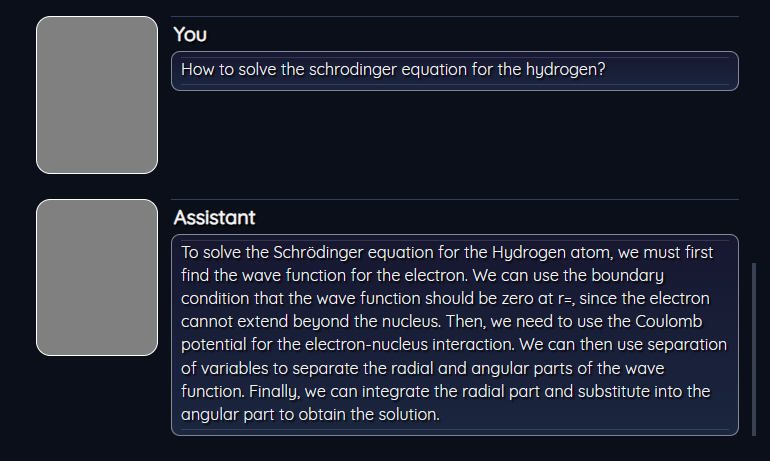 You
How to solve the schrodinger equation for the hydrogen?
Assistant
To solve the Schrödinger equation for the Hydrogen atom, we must first
find the wave function for the electron. We can use the boundary
condition that the wave function should be zero at r=, since the electron
cannot extend beyond the nucleus. Then, we need to use the Coulomb
potential for the electron-nucleus interaction. We can then use separation
of variables to separate the radial and angular parts of the wave
function. Finally, we can integrate the radial part and substitute into the
angular part to obtain the solution.